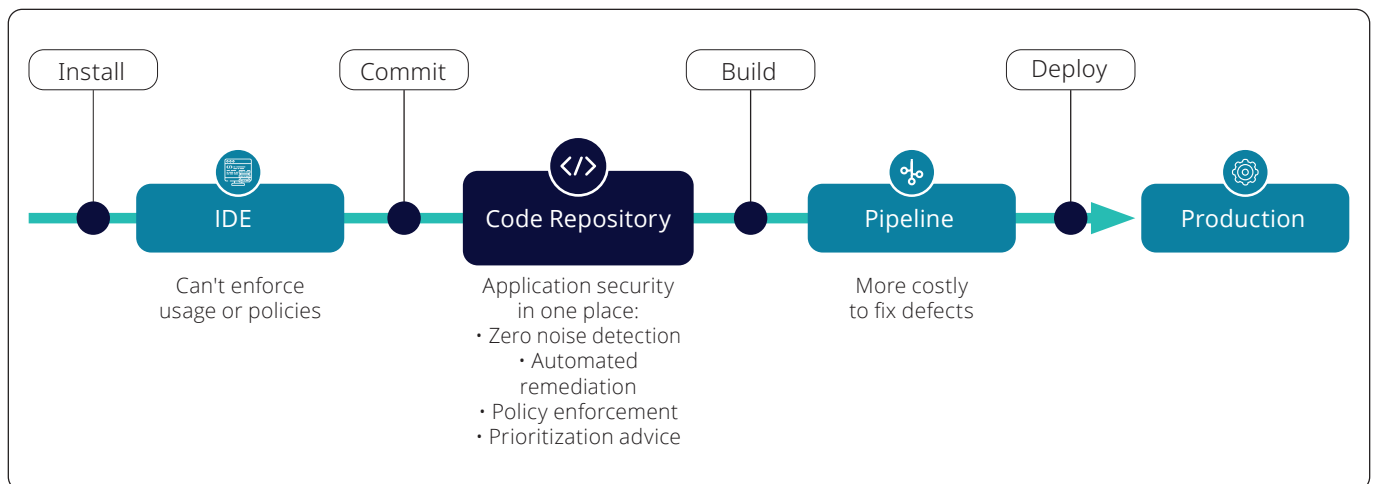 Install
Commit
Build
Deploy
IDE
Code Repository
Pipeline
Production
Can't enforce
usage or policies
Application security
in one place:
• Zero noise detection
• Automated
remediation
• Policy enforcement
• Prioritization advice
More costly
to fix defects